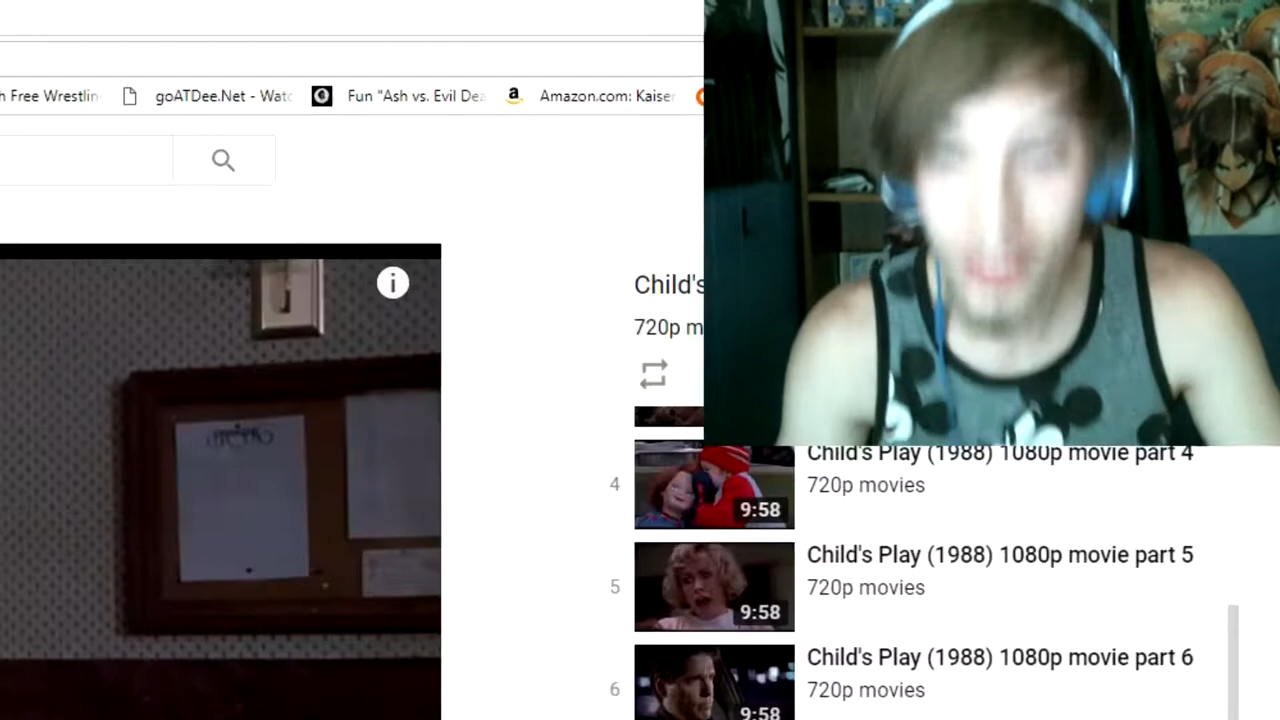 h Free Wrestlin
goATDee.Net - Watc
Fun "Ash vs. Evil Dea
Amazon.com: Kaiser
i
Child's
720p m
4
9:58
Child's Play (1988) 1080p movie part 4
720p movies
5
9:58
Child's Play (1988) 1080p movie part 5
720p movies
6
9:58
Child's Play (1988) 1080p movie part 6
720p movies